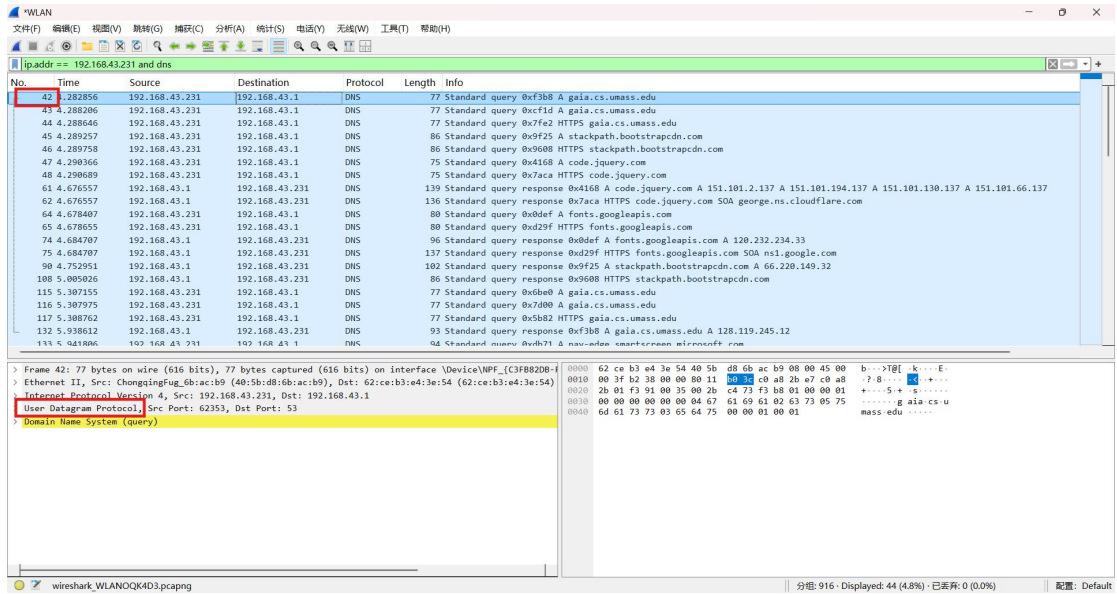 *WLAN
文件(F) 编辑(E) 视图(V) 跳转(G) 捕获(C) 分析(A) 统计(S) 电话(Y) 无线(W) 工具(T) 帮助(H)
ip.addr == 192.168.43.231 and dns
No. Time Source Destination Protocol Length Info
42 4.282856 192.168.43.231 192.168.43.1 DNS 77 Standard query 0xf3b8 A gaia.cs.umass.edu
43 4.288206 192.168.43.231 192.168.43.1 DNS 77 Standard query 0xcf1d A gaia.cs.umass.edu
44 4.288646 192.168.43.231 192.168.43.1 DNS 77 Standard query 0x7fe2 HTTPS gaia.cs.umass.edu
45 4.289257 192.168.43.231 192.168.43.1 DNS 86 Standard query 0x9f25 A stackpath.bootstrapcdn.com
46 4.289758 192.168.43.231 192.168.43.1 DNS 86 Standard query 0x9608 HTTPS stackpath.bootstrapcdn.com
47 4.290366 192.168.43.231 192.168.43.1 DNS 75 Standard query 0x4168 A code.jquery.com
48 4.290689 192.168.43.231 192.168.43.1 DNS 75 Standard query 0x7aca HTTPS code.jquery.com
61 4.676557 192.168.43.1 192.168.43.231 DNS 139 Standard query response 0x4168 A code.jquery.com A 151.101.2.137 A 151.101.194.137 A 151.101.130.137 A 151.101.66.137
62 4.676557 192.168.43.1 192.168.43.231 DNS 136 Standard query response 0x7aca HTTPS code.jquery.com SOA george.ns.cloudflare.com
64 4.678407 192.168.43.231 192.168.43.1 DNS 80 Standard query 0x0def A fonts.googleapis.com
65 4.678655 192.168.43.231 192.168.43.1 DNS 80 Standard query 0xd29f HTTPS fonts.googleapis.com
74 4.684707 192.168.43.1 192.168.43.231 DNS 96 Standard query response 0x0def A fonts.googleapis.com A 120.232.234.33
75 4.684707 192.168.43.1 192.168.43.231 DNS 137 Standard query response 0xd29f HTTPS fonts.googleapis.com SOA ns1.google.com
90 4.752951 192.168.43.1 192.168.43.231 DNS 102 Standard query response 0x9f25 A stackpath.bootstrapcdn.com A 66.220.149.32
108 5.005026 192.168.43.1 192.168.43.231 DNS 86 Standard query response 0x9608 HTTPS stackpath.bootstrapcdn.com
115 5.307155 192.168.43.231 192.168.43.1 DNS 77 Standard query 0x6be0 A gaia.cs.umass.edu
116 5.307975 192.168.43.231 192.168.43.1 DNS 77 Standard query 0x7d00 A gaia.cs.umass.edu
117 5.308762 192.168.43.231 192.168.43.1 DNS 77 Standard query 0x5b82 HTTPS gaia.cs.umass.edu
132 5.938612 192.168.43.1 192.168.43.231 DNS 93 Standard query response 0xf3b8 A gaia.cs.umass.edu A 128.119.245.12
133 5.941806 192.168.43.231 192.168.43.1 DNS 94 Standard query 0xdb71 A nav-edge.smartscreen.microsoft.com
Frame 42: 77 bytes on wire (616 bits), 77 bytes captured (616 bits) on interface \Device\NPF_{C3FB82DB-
Ethernet II, Src: ChongqingFug_6b:ac:b9 (40:5b:d8:6b:ac:b9), Dst: 62:ce:b3:e4:3e:54 (62:ce:b3:e4:3e:54)
Internet Protocol Version 4, Src: 192.168.43.231, Dst: 192.168.43.1
User Datagram Protocol, Src Port: 62353, Dst Port: 53
Domain Name System (query)
0000 62 ce b3 e4 3e 54 40 5b d8 6b ac b9 08 00 45 00 b···>T@[ ·k····E·
0010 00 3f b2 38 00 00 80 11 b0 3c c0 a8 2b e7 c0 a8 ·?·8···· ·<··+···
0020 2b 01 f3 91 00 35 00 2b c4 73 f3 b8 01 00 00 01 +····5·+ ·s······
0030 00 00 00 00 00 00 04 67 61 69 61 02 63 73 05 75 ·······g aia·cs·u
0040 6d 61 73 73 03 65 64 75 00 00 01 00 01 mass·edu ·····
wireshark_WLANOQK4D3.pcapng 分组: 916 · Displayed: 44 (4.8%) · 已丢弃: 0 (0.0%) 配置: Default